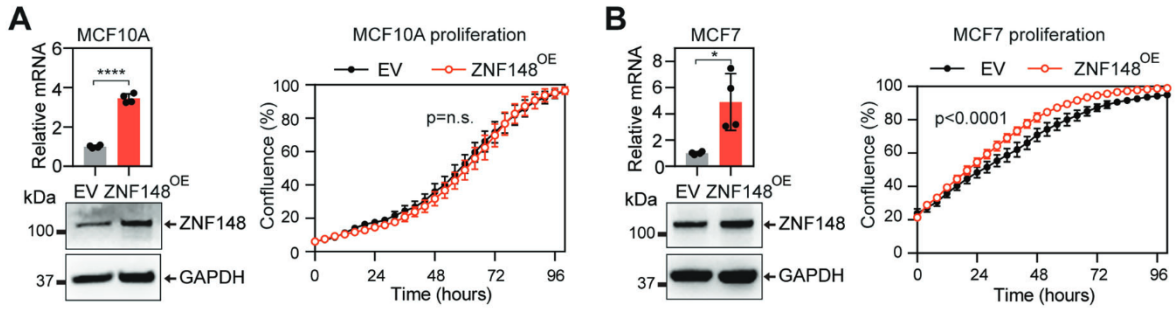 A
MCF10A
Relative mRNA
6
4
2
0
****
EV ZNF148OE
kDa
100
ZNF148
37
GAPDH
MCF10A proliferation
EV ZNF148OE
Confluence (%)
100
80
60
40
20
0
p=n.s.
0 24 48 72 96
Time (hours)
B
MCF7
Relative mRNA
8
6
4
2
0
*
EV ZNF148OE
kDa
100
ZNF148
37
GAPDH
MCF7 proliferation
EV ZNF148OE
Confluence (%)
100
80
60
40
20
0
p<0.0001
0 24 48 72 96
Time (hours)